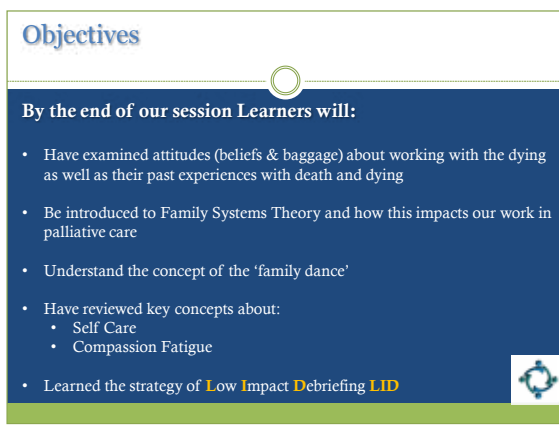 Objectives
By the end of our session Learners will:
• Have examined attitudes (beliefs & baggage) about working with the dying
as well as their past experiences with death and dying
• Be introduced to Family Systems Theory and how this impacts our work in
palliative care
• Understand the concept of the ‘family dance’
• Have reviewed key concepts about:
• Self Care
• Compassion Fatigue
• Learned the strategy of Low Impact Debriefing LID